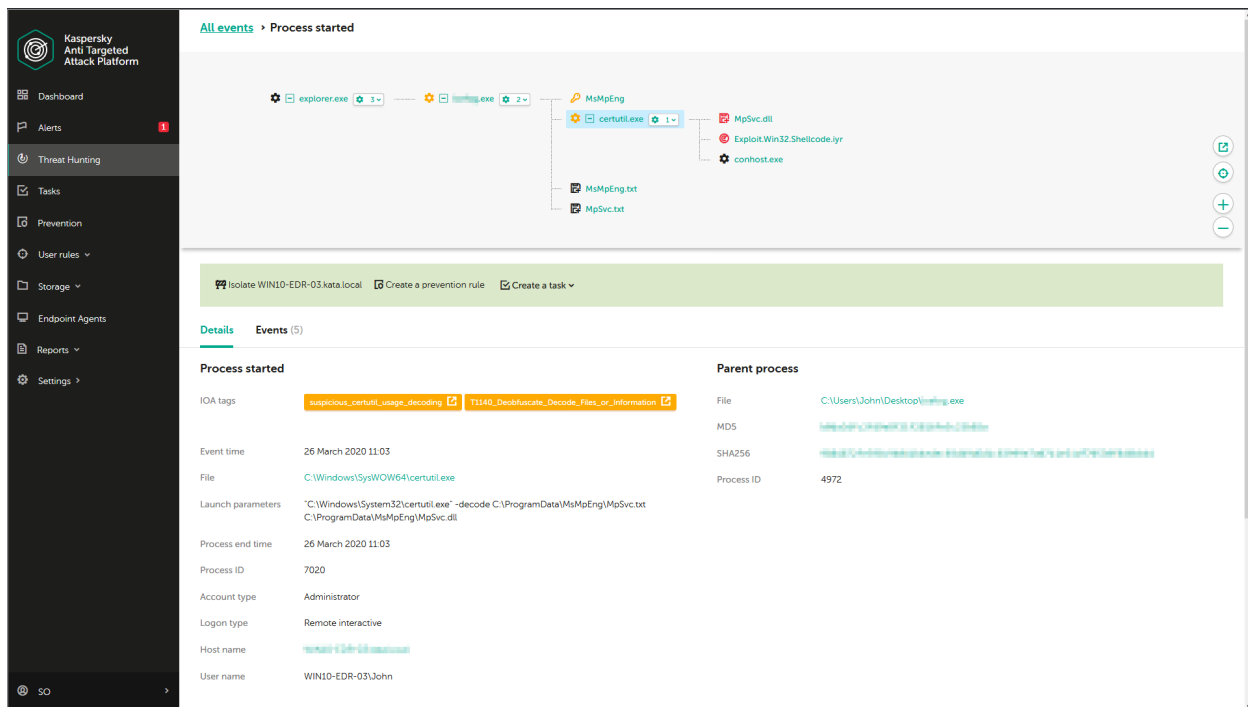 Kaspersky
Anti Targeted
Attack Platform
Dashboard
Alerts 1
Threat Hunting
Tasks
Prevention
User rules
Storage
Endpoint Agents
Reports
Settings
SO
All events › Process started
explorer.exe 3
.exe 2
MsMpEng
certutil.exe 1
MpSvc.dll
Exploit.Win32.Shellcode.iyr
conhost.exe
MsMpEng.txt
MpSvc.txt
Isolate WIN10-EDR-03.kata.local Create a prevention rule Create a task
Details Events (5)
Process started
IOA tags suspicious_certutil_usage_decoding T1140_Deobfuscate_Decode_Files_or_Information
Event time 26 March 2020 11:03
File C:\Windows\SysWOW64\certutil.exe
Launch parameters "C:\Windows\System32\certutil.exe" -decode C:\ProgramData\MsMpEng\MpSvc.txt
C:\ProgramData\MsMpEng\MpSvc.dll
Process end time 26 March 2020 11:03
Process ID 7020
Account type Administrator
Logon type Remote interactive
Host name
User name WIN10-EDR-03\John
Parent process
File C:\Users\John\Desktop\ .exe
MD5
SHA256
Process ID 4972